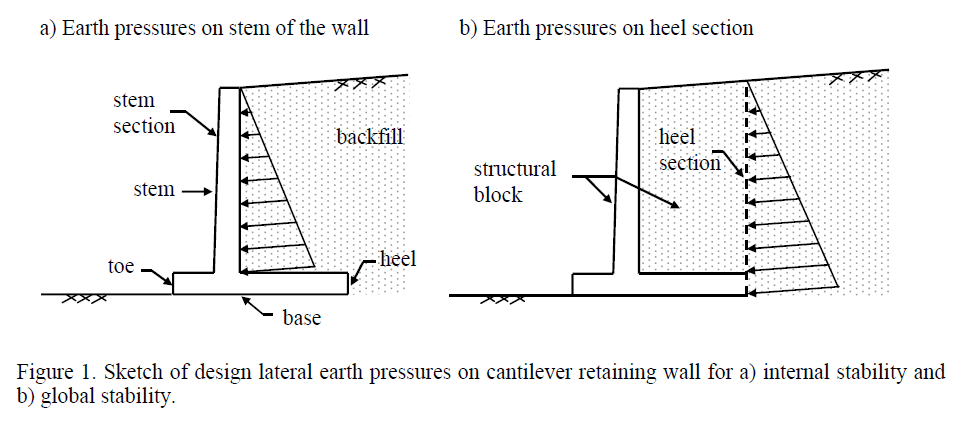 a) Earth pressures on stem of the wall
stem
section
backfill
stem
toe
heel
base
b) Earth pressures on heel section
heel
section
structural
block
Figure 1. Sketch of design lateral earth pressures on cantilever retaining wall for a) internal stability and
b) global stability.